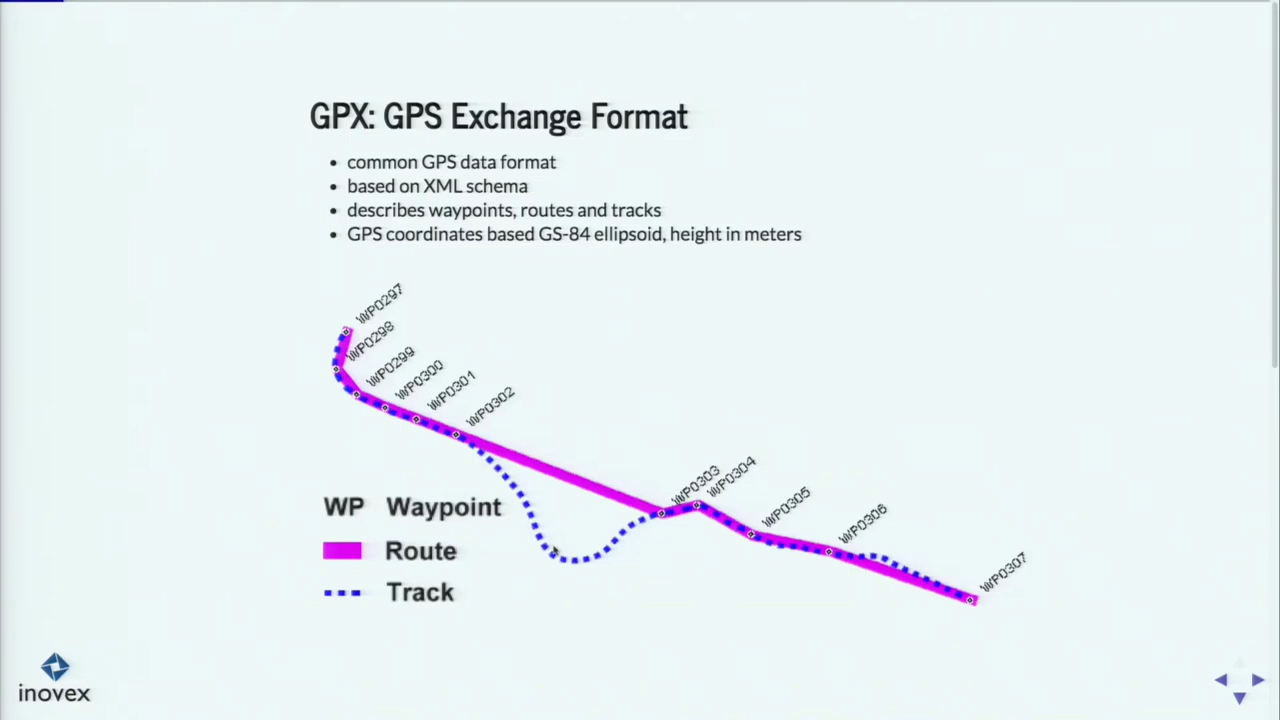 GPX: GPS Exchange Format
common GPS data format
based on XML schema
describes waypoints, routes and tracks
GPS coordinates based GS-84 ellipsoid, height in meters
WP0297
WP0298
WP0299
WP0300
WP0301
WP0302
WP0303
WP0304
WP0305
WP0306
WP0307
WP Waypoint
Route
Track
inovex